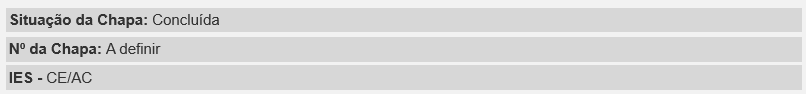 Situação da Chapa: Concluída
Nº da Chapa: A definir
IES - CE/AC